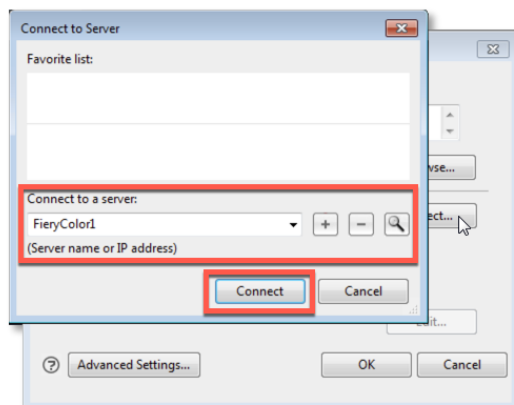 Connect to Server
Favorite list:
wse...
Connect to a server:
FieryColor1
ect...
(Server name or IP address)
Connect
Cancel
Advanced Settings...
OK
Cancel